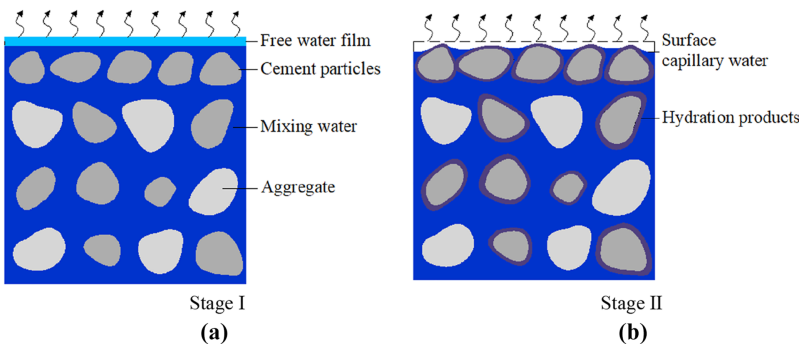 Free water film
Cement particles
Mixing water
Aggregate
Stage I
(a)
Surface
capillary water
Hydration products
Stage II
(b)